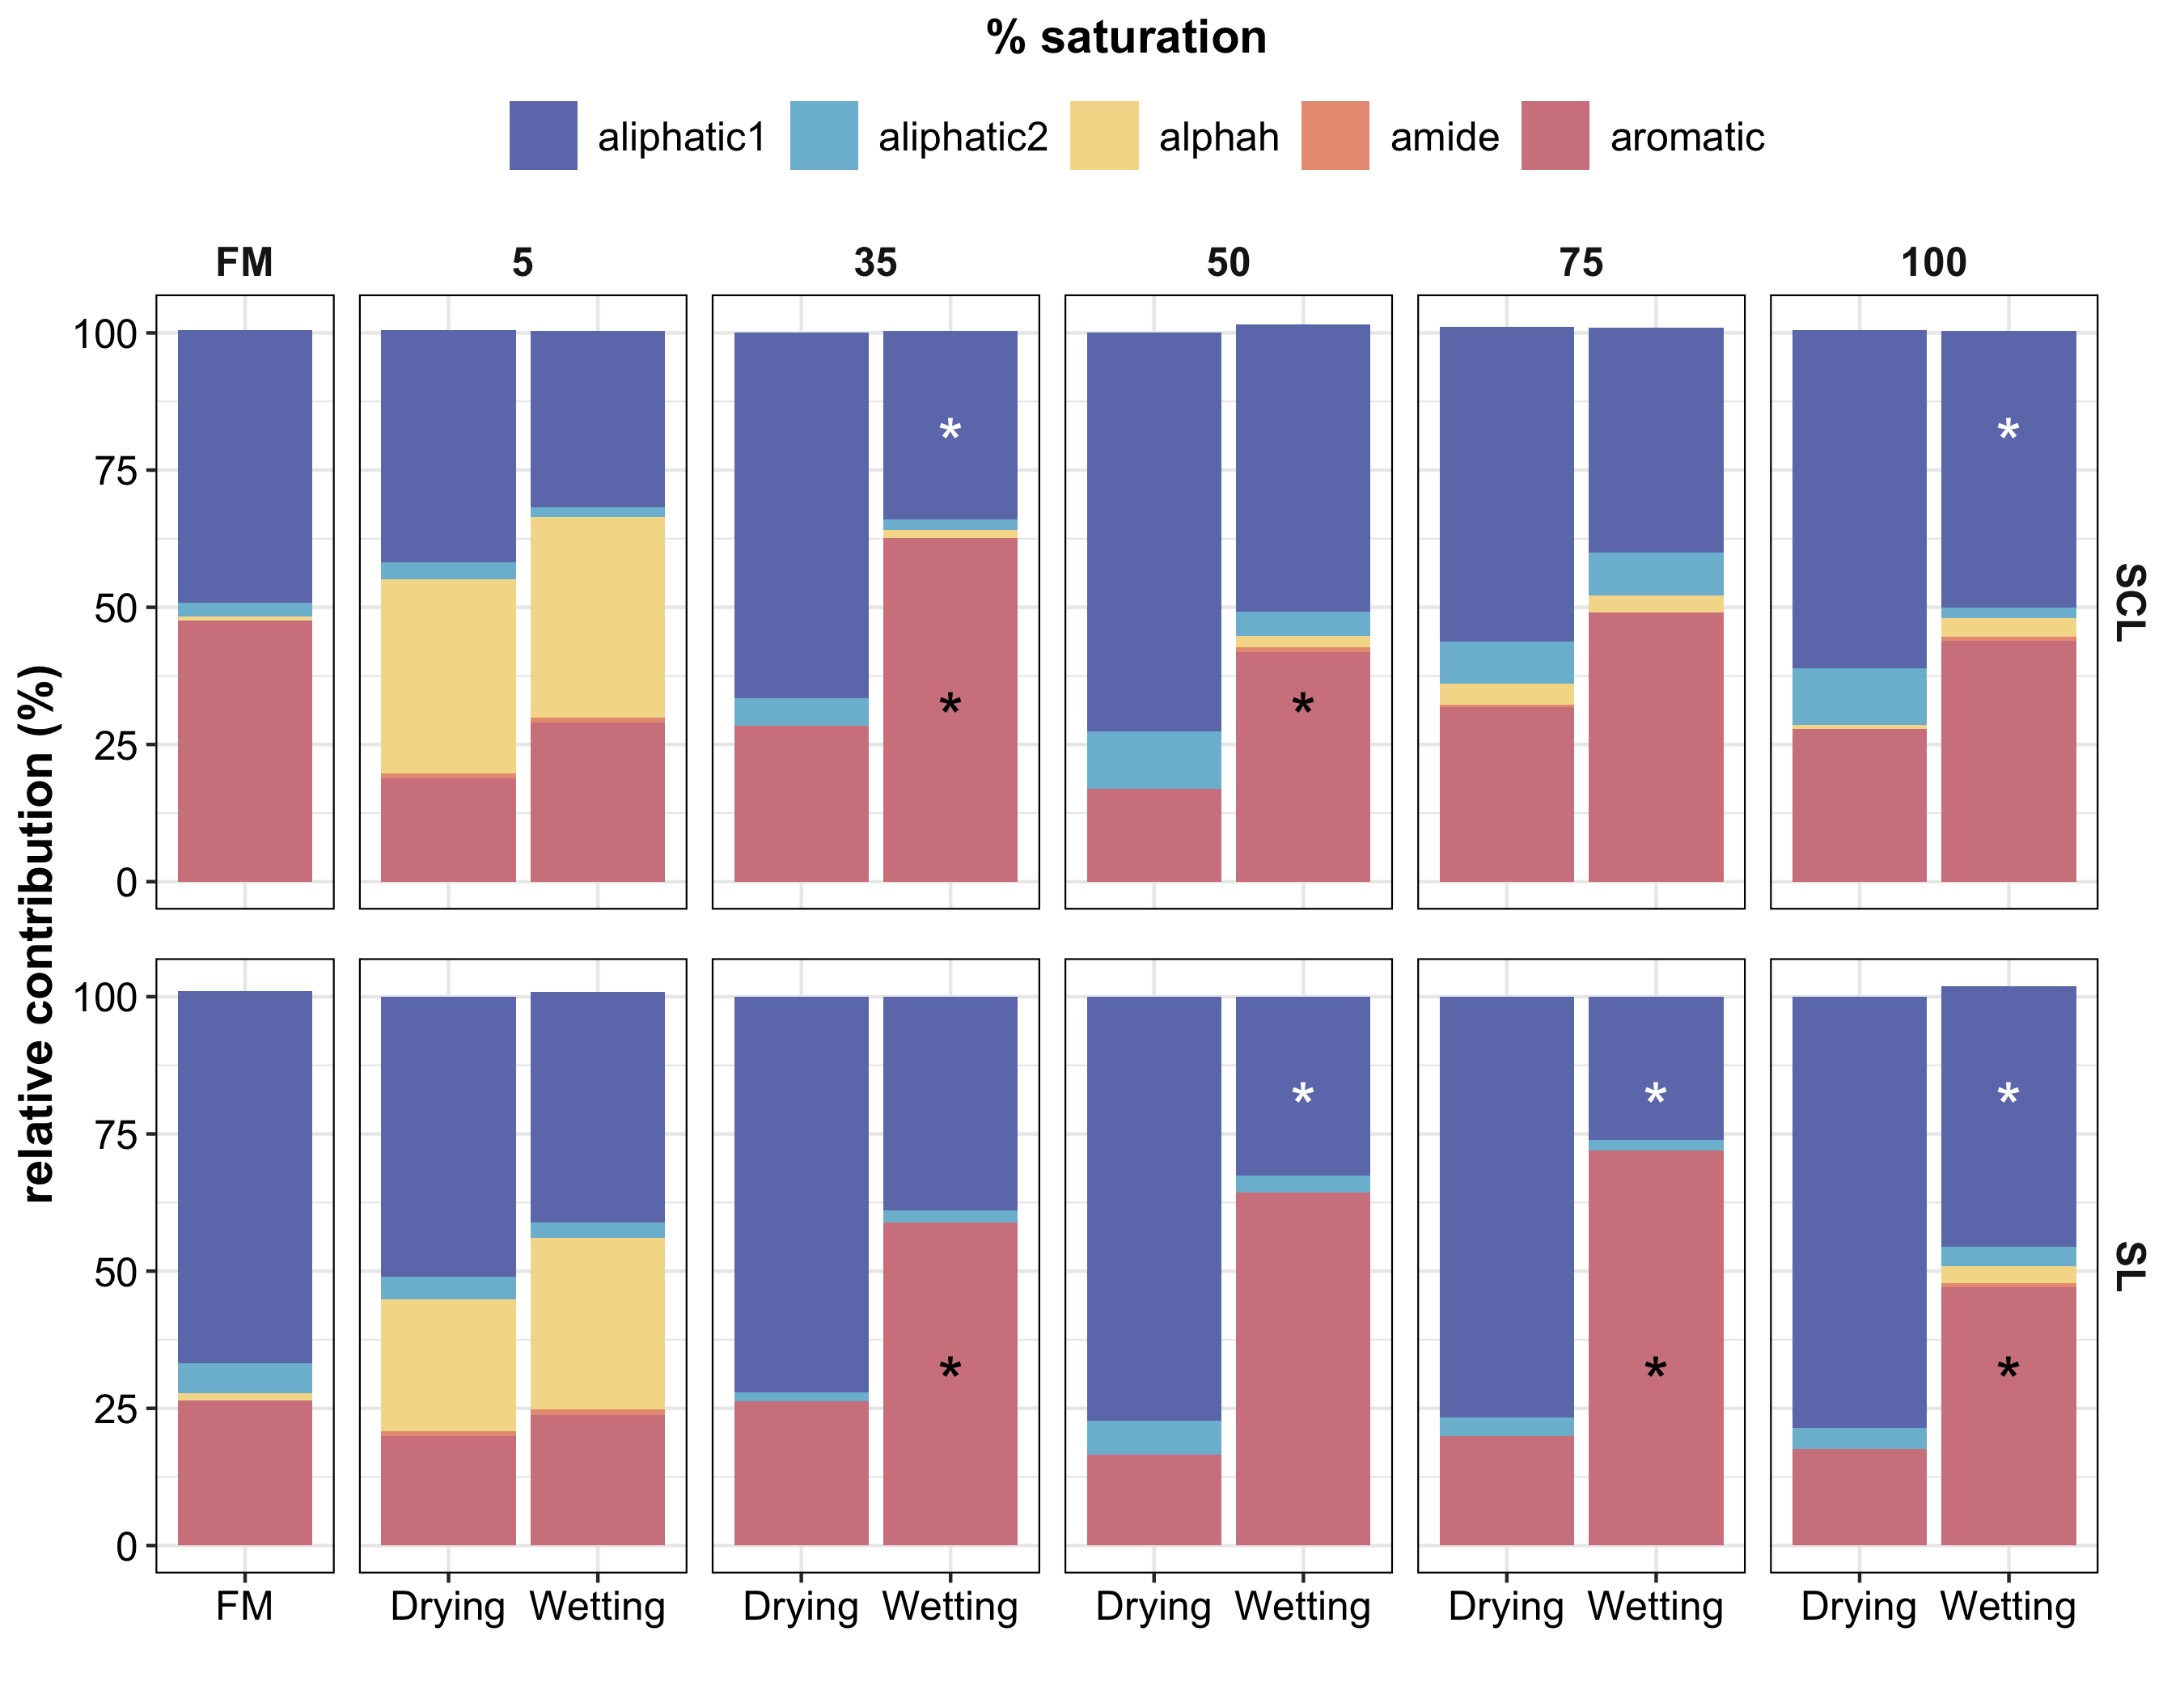 % saturation
aliphatic1 aliphatic2 alphah amide aromatic
FM 5 35 50 75 100
100
75
50
25
0
SCL
* *
* *
relative contribution (%)
100
75
50
25
0
SL
* * *
* * *
FM Drying Wetting Drying Wetting Drying Wetting Drying Wetting Drying Wetting